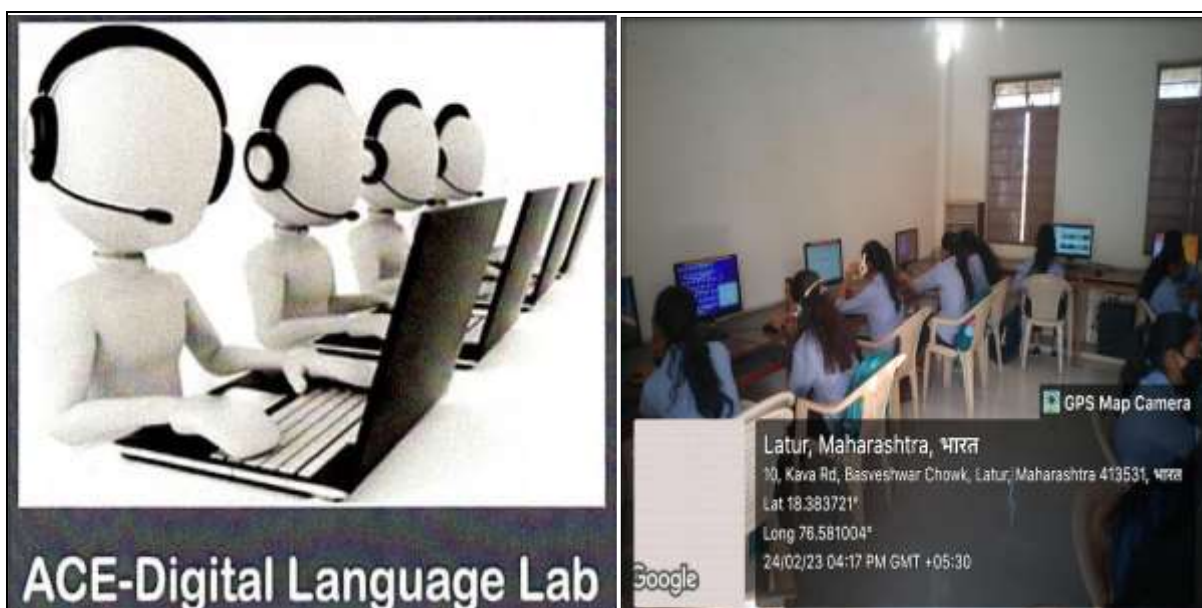 ACE-Digital Language Lab
GPS Map Camera
Latur, Maharashtra, भारत
10, Kava Rd, Basveshwar Chowk, Latur, Maharashtra 413531, भारत
Lat 18.383721°
Long 76.581004°
24/02/23 04:17 PM GMT +05:30
Google